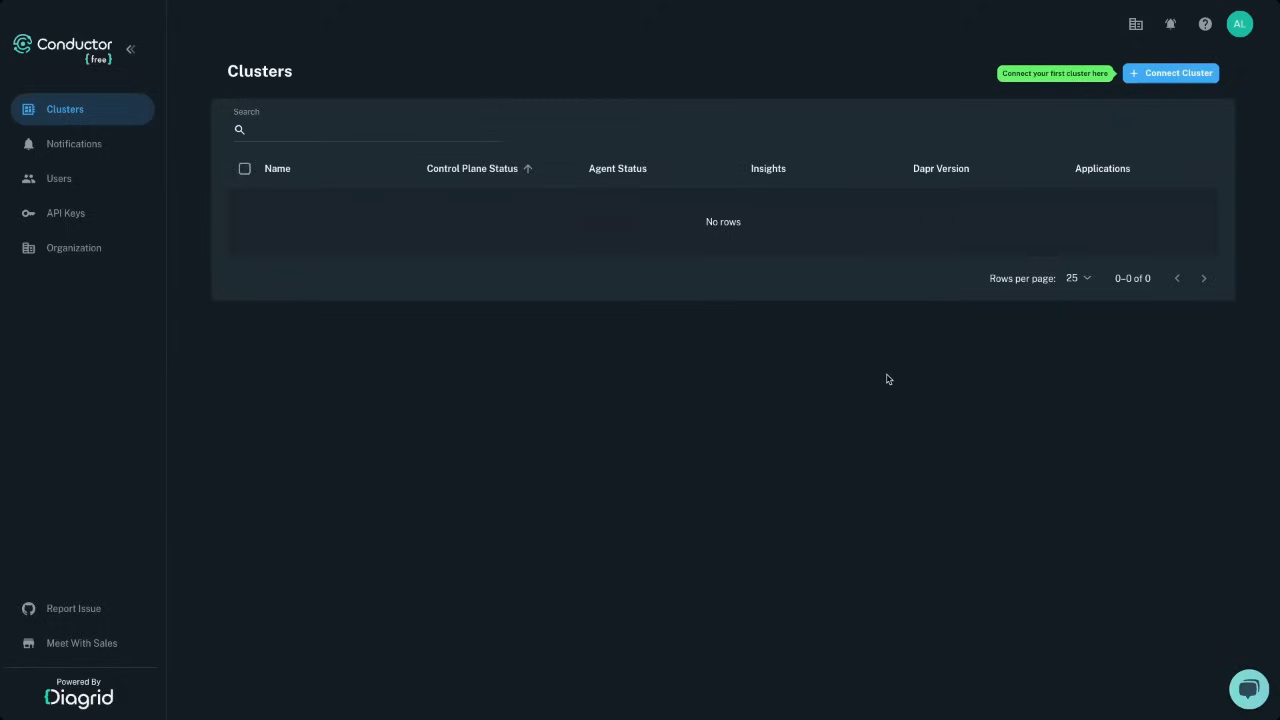 Conductor
{free}
AL
Clusters
Connect your first cluster here
+ Connect Cluster
Clusters
Notifications
Users
API Keys
Organization
Search
Name Control Plane Status Agent Status Insights Dapr Version Applications
No rows
Rows per page: 25 0–0 of 0
Report Issue
Meet With Sales
Powered By
Diagrid